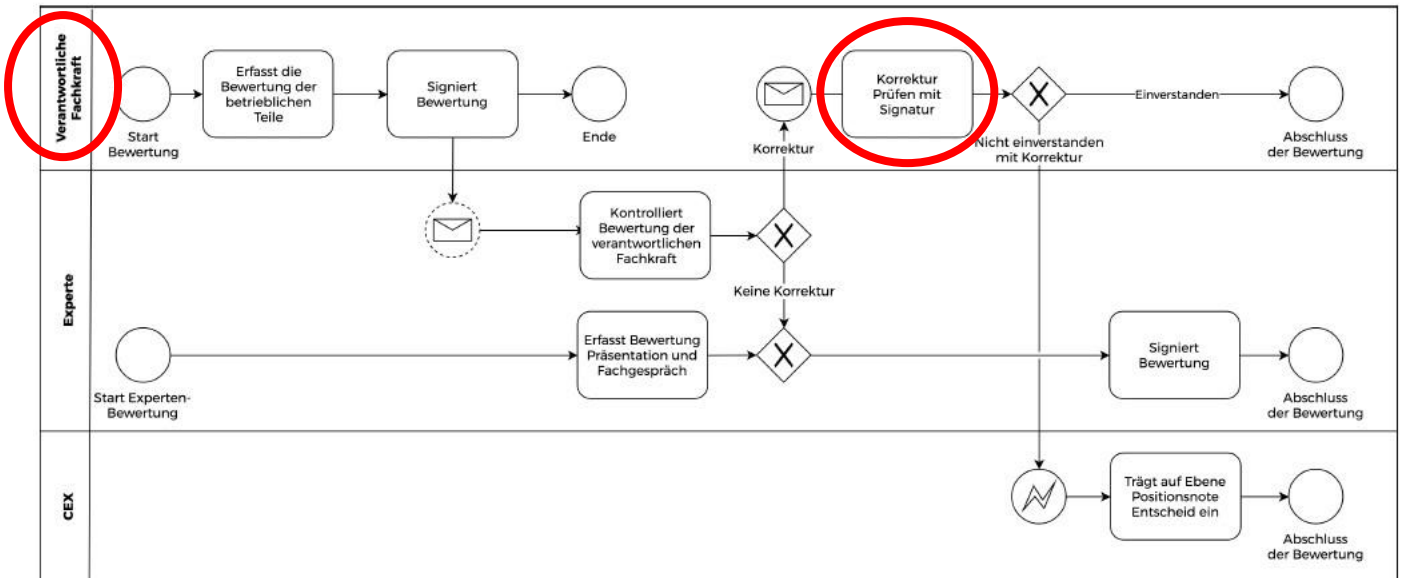 Verantwortliche
Fachkraft
Start
Bewertung
Erfasst die
Bewertung der
betrieblichen
Teile
Signiert
Bewertung
Ende
Korrektur
Korrektur
Prüfen mit
Signatur
Einverstanden
Nicht einverstanden
mit Korrektur
Abschluss
der Bewertung
Experte
Kontrolliert
Bewertung der
verantwortlichen
Fachkraft
Keine Korrektur
Start Experten-
Bewertung
Erfasst Bewertung
Präsentation und
Fachgespräch
Signiert
Bewertung
Abschluss
der Bewertung
CEX
Trägt auf Ebene
Positionsnote
Entscheid ein
Abschluss
der Bewertung